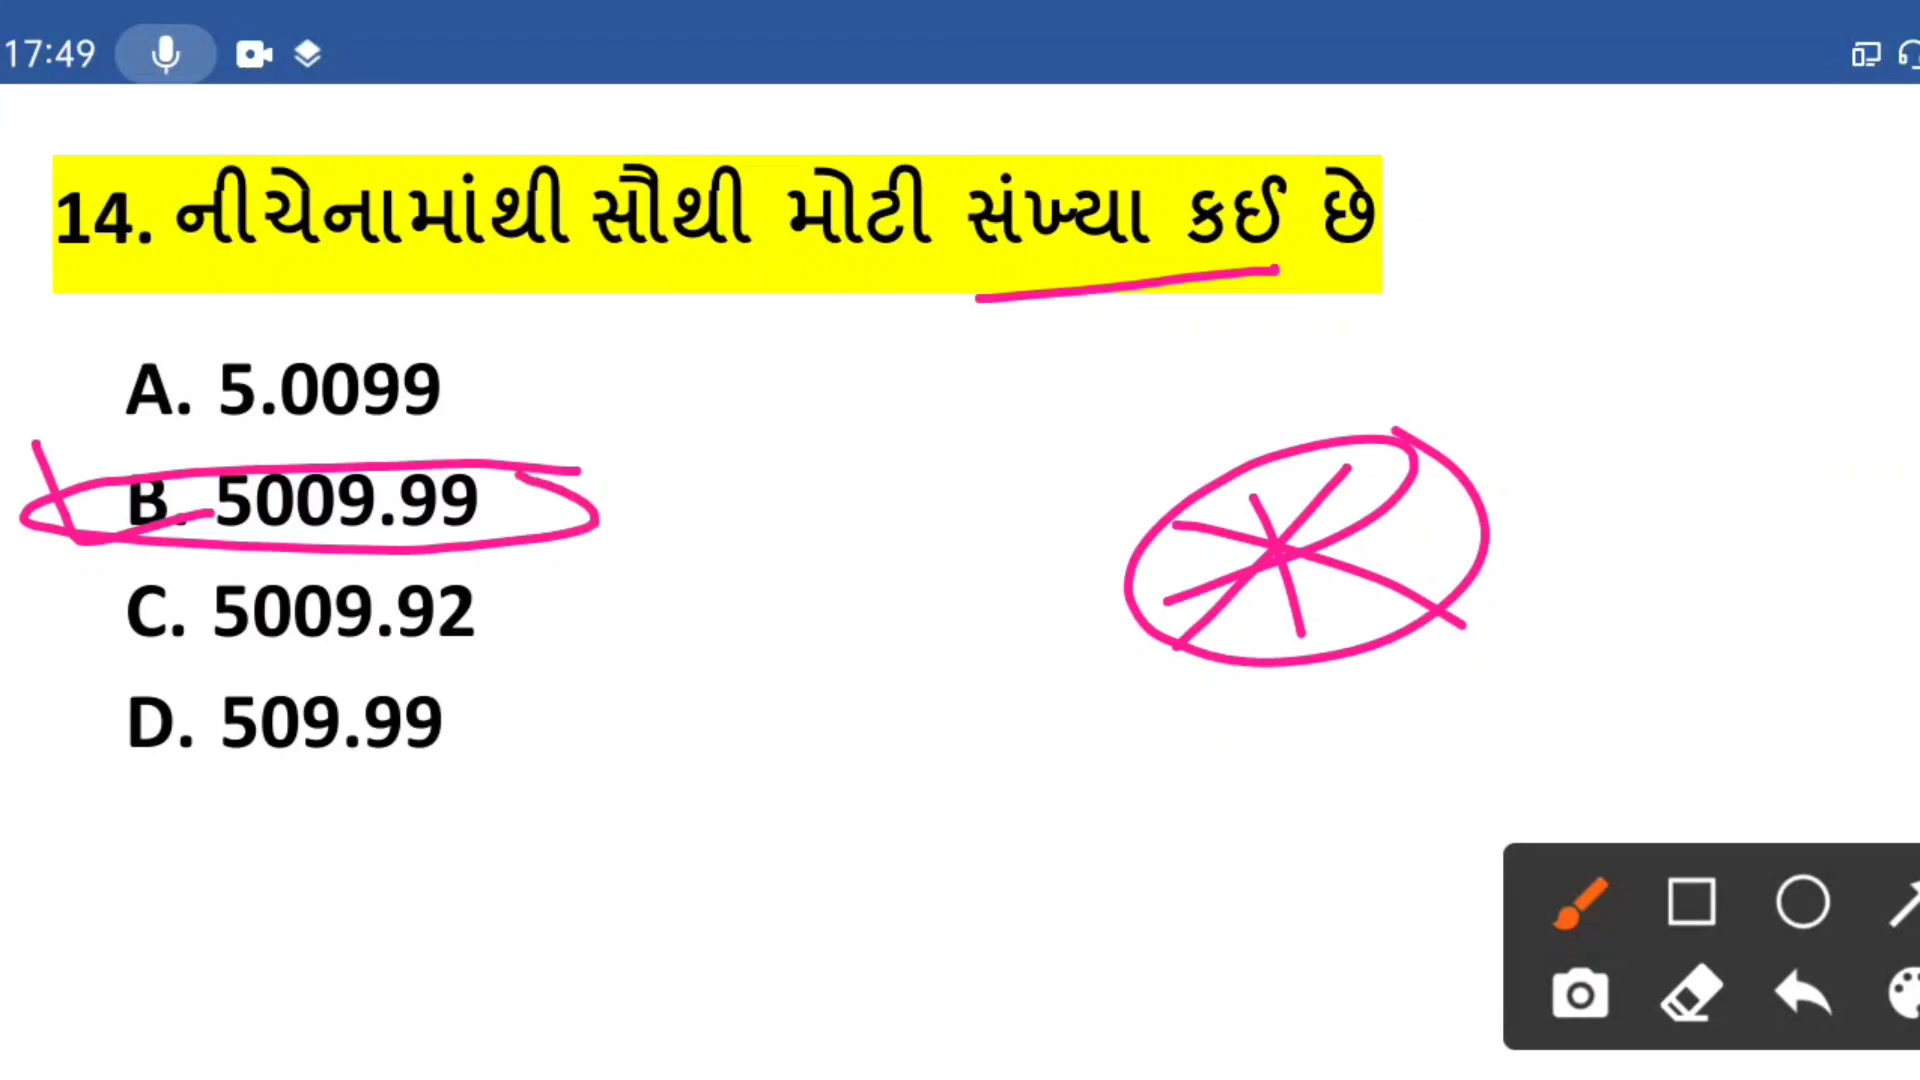 17:49
14. નીચેનામાંથી સૌથી મોટી સંખ્યા કઈ છે
A. 5.0099
B. 5009.99
C. 5009.92
D. 509.99